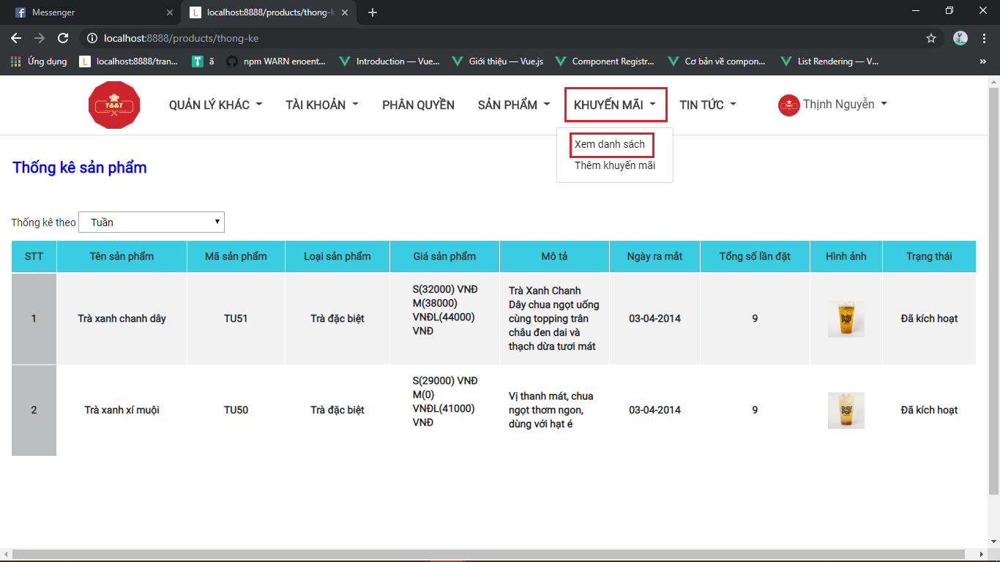 Messenger
localhost:8888/products/thong-k
localhost:8888/products/thong-ke
Ứng dụng
localhost:8888/tran...
ã
npm WARN enoent...
Introduction — Vue...
Giới thiệu — Vue.js
Component Registr...
Cơ bản về compon...
List Rendering — V...
T&&T
QUẢN LÝ KHÁC
TÀI KHOẢN
PHÂN QUYỀN
SẢN PHẨM
KHUYẾN MÃI
TIN TỨC
Thịnh Nguyễn
Xem danh sách
Thêm khuyến mãi
Thống kê sản phẩm
Thống kê theo Tuần
STT Tên sản phẩm Mã sản phẩm Loại sản phẩm Giá sản phẩm Mô tả Ngày ra mắt Tổng số lần đặt Hình ảnh Trạng thái
1
Trà xanh chanh dây
TU51
Trà đặc biệt
S(32000) VNĐ
M(38000)
VNĐL(44000)
VNĐ
Trà Xanh Chanh
Dây chua ngọt uống
cùng topping trân
châu đen dai và
thạch dừa tươi mát
03-04-2014
9
Đã kích hoạt
2
Trà xanh xí muội
TU50
Trà đặc biệt
S(29000) VNĐ
M(0)
VNĐL(41000)
VNĐ
Vị thanh mát, chua
ngọt thơm ngon,
dùng với hạt é
03-04-2014
9
Đã kích hoạt